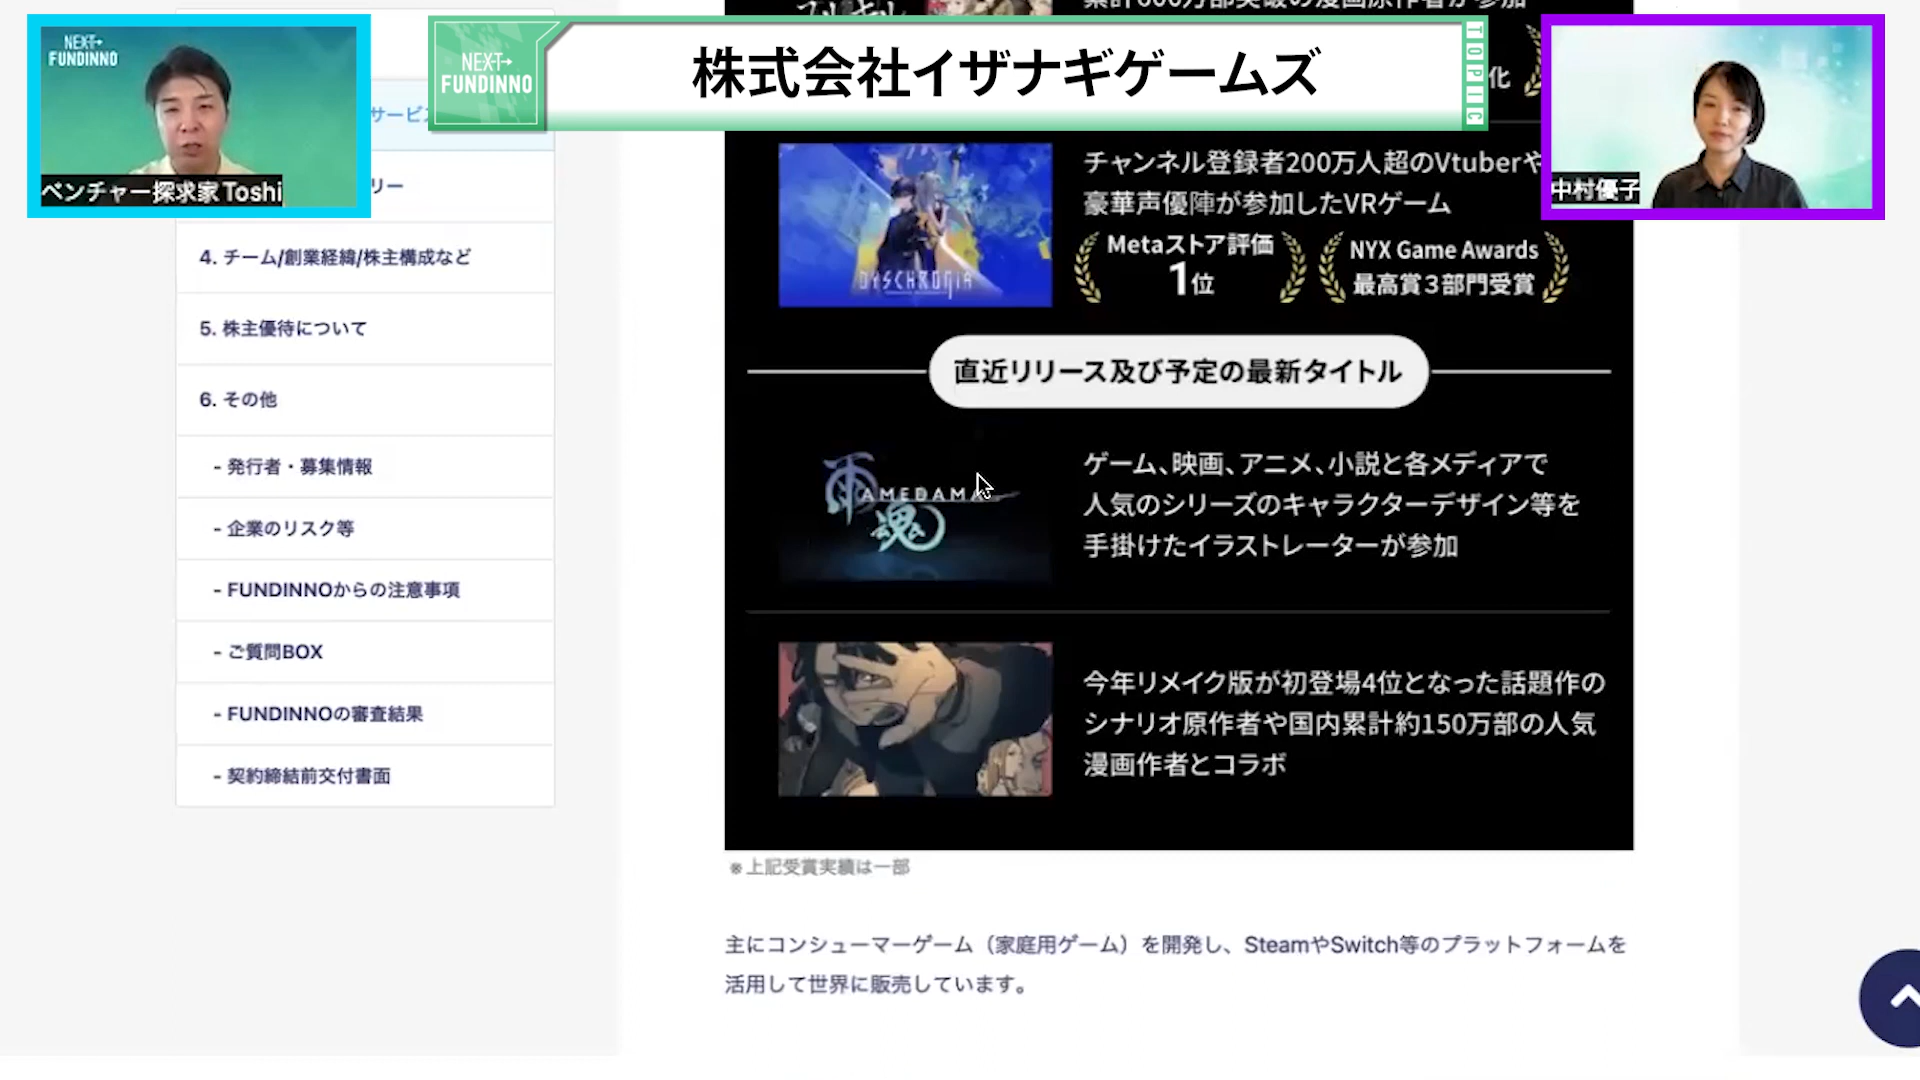 NEXT→
FUNDINNO
ベンチャー探求家 Toshi
NEXT→
FUNDINNO
株式会社イザナギゲームズ
TOPIC
中村優子
サービス
リー
4. チーム/創業経緯/株主構成など
5. 株主優待について
6. その他
- 発行者・募集情報
- 企業のリスク等
- FUNDINNOからの注意事項
- ご質問BOX
- FUNDINNOの審査結果
- 契約締結前交付書面
化
DYSCHRONIA
チャンネル登録者200万人超のVtuberや
豪華声優陣が参加したVRゲーム
Metaストア評価
1位
NYX Game Awards
最高賞3部門受賞
直近リリース及び予定の最新タイトル
雨
AMEDAMA
魂
ゲーム、映画、アニメ、小説と各メディアで
人気のシリーズのキャラクターデザイン等を
手掛けたイラストレーターが参加
今年リメイク版が初登場4位となった話題作の
シナリオ原作者や国内累計約150万部の人気
漫画作者とコラボ
※上記受賞実績は一部
主にコンシューマーゲーム（家庭用ゲーム）を開発し、SteamやSwitch等のプラットフォームを
活用して世界に販売しています。